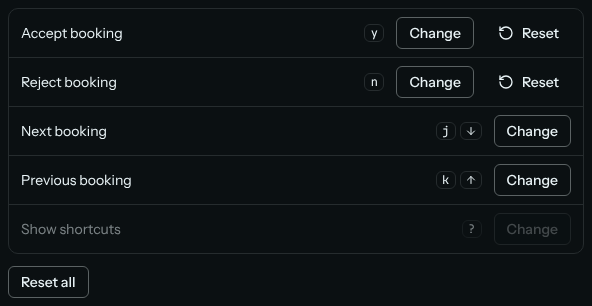 Accept booking y Change Reset
Reject booking n Change Reset
Next booking j ↓ Change
Previous booking k ↑ Change
Show shortcuts ? Change
Reset all